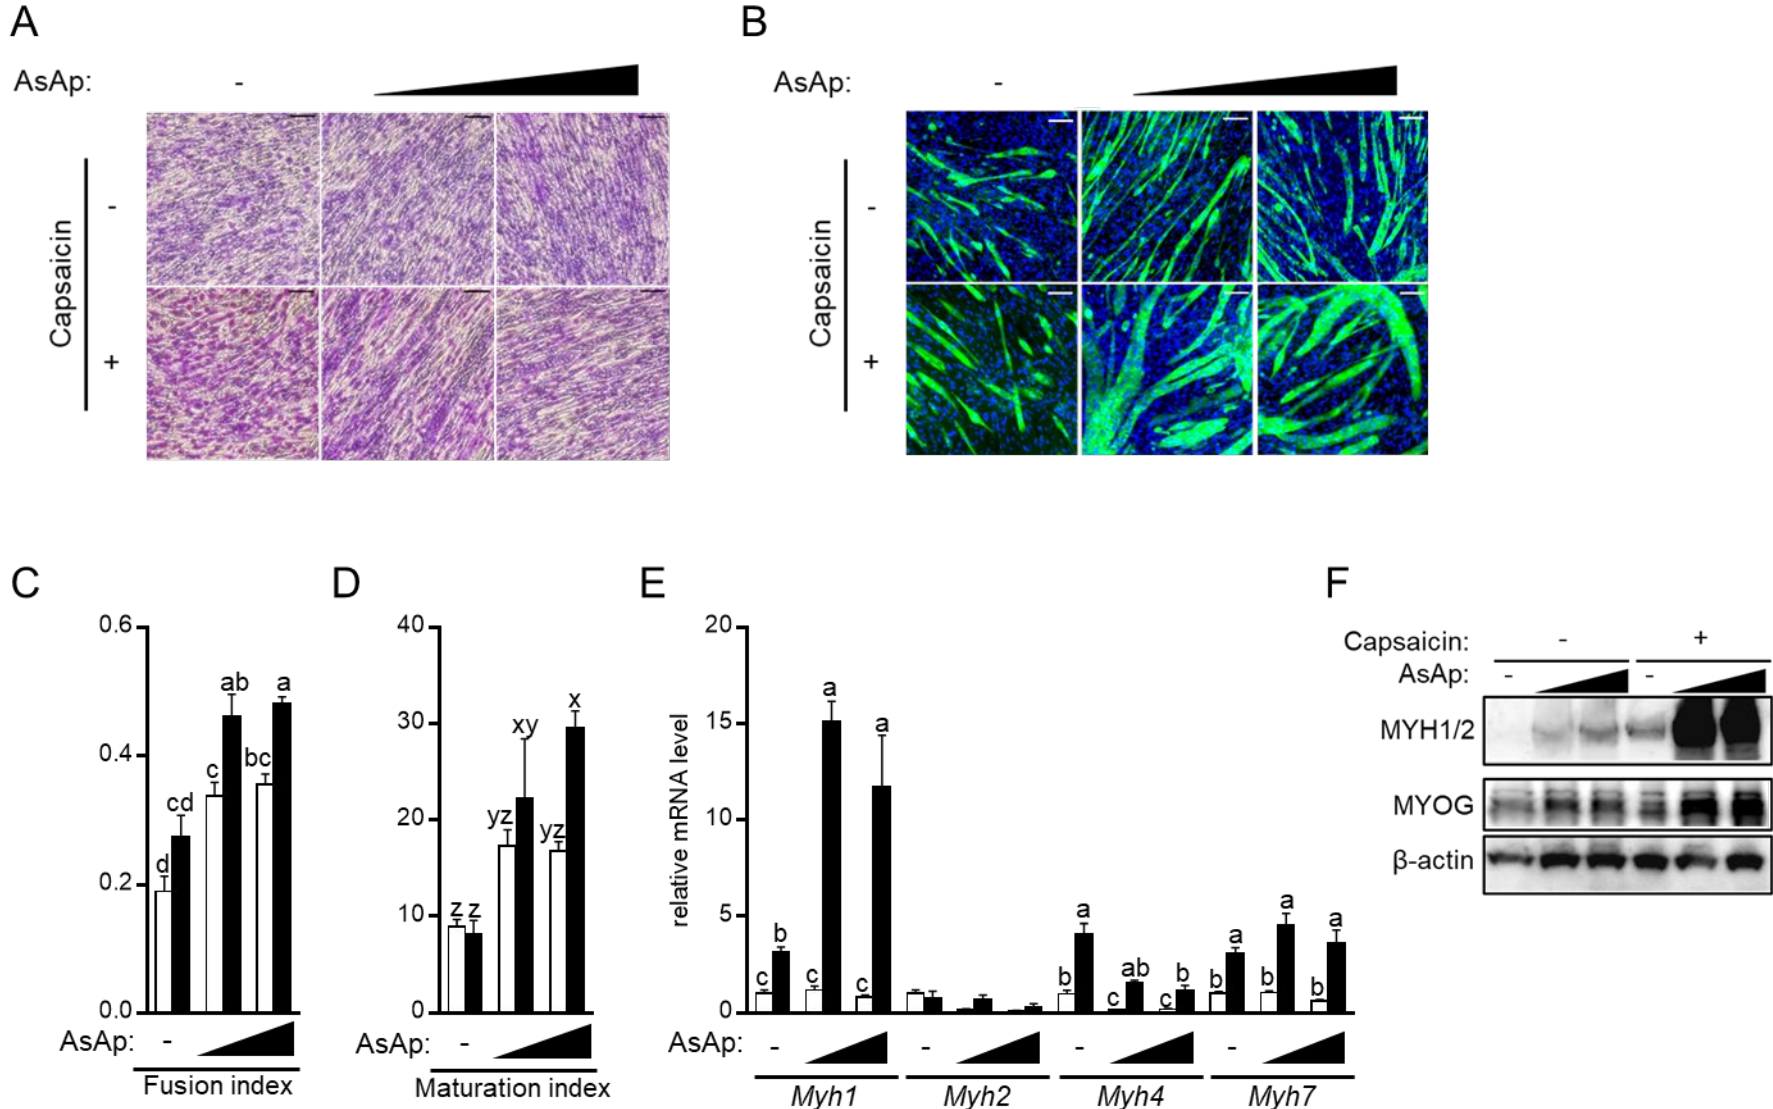 A
AsAp: -
Capsaicin
-
+
B
AsAp: -
Capsaicin
-
+
C
0.6
0.4
0.2
0.0
d cd c ab bc a
AsAp: -
Fusion index
D
40
30
20
10
0
z z yz xy yz x
AsAp: -
Maturation index
E
relative mRNA level
20
15
10
5
0
c b c a c a
b a c ab c b
b a b a b a
AsAp: - - - -
Myh1 Myh2 Myh4 Myh7
F
Capsaicin: - +
AsAp: - -
MYH1/2
MYOG
β-actin